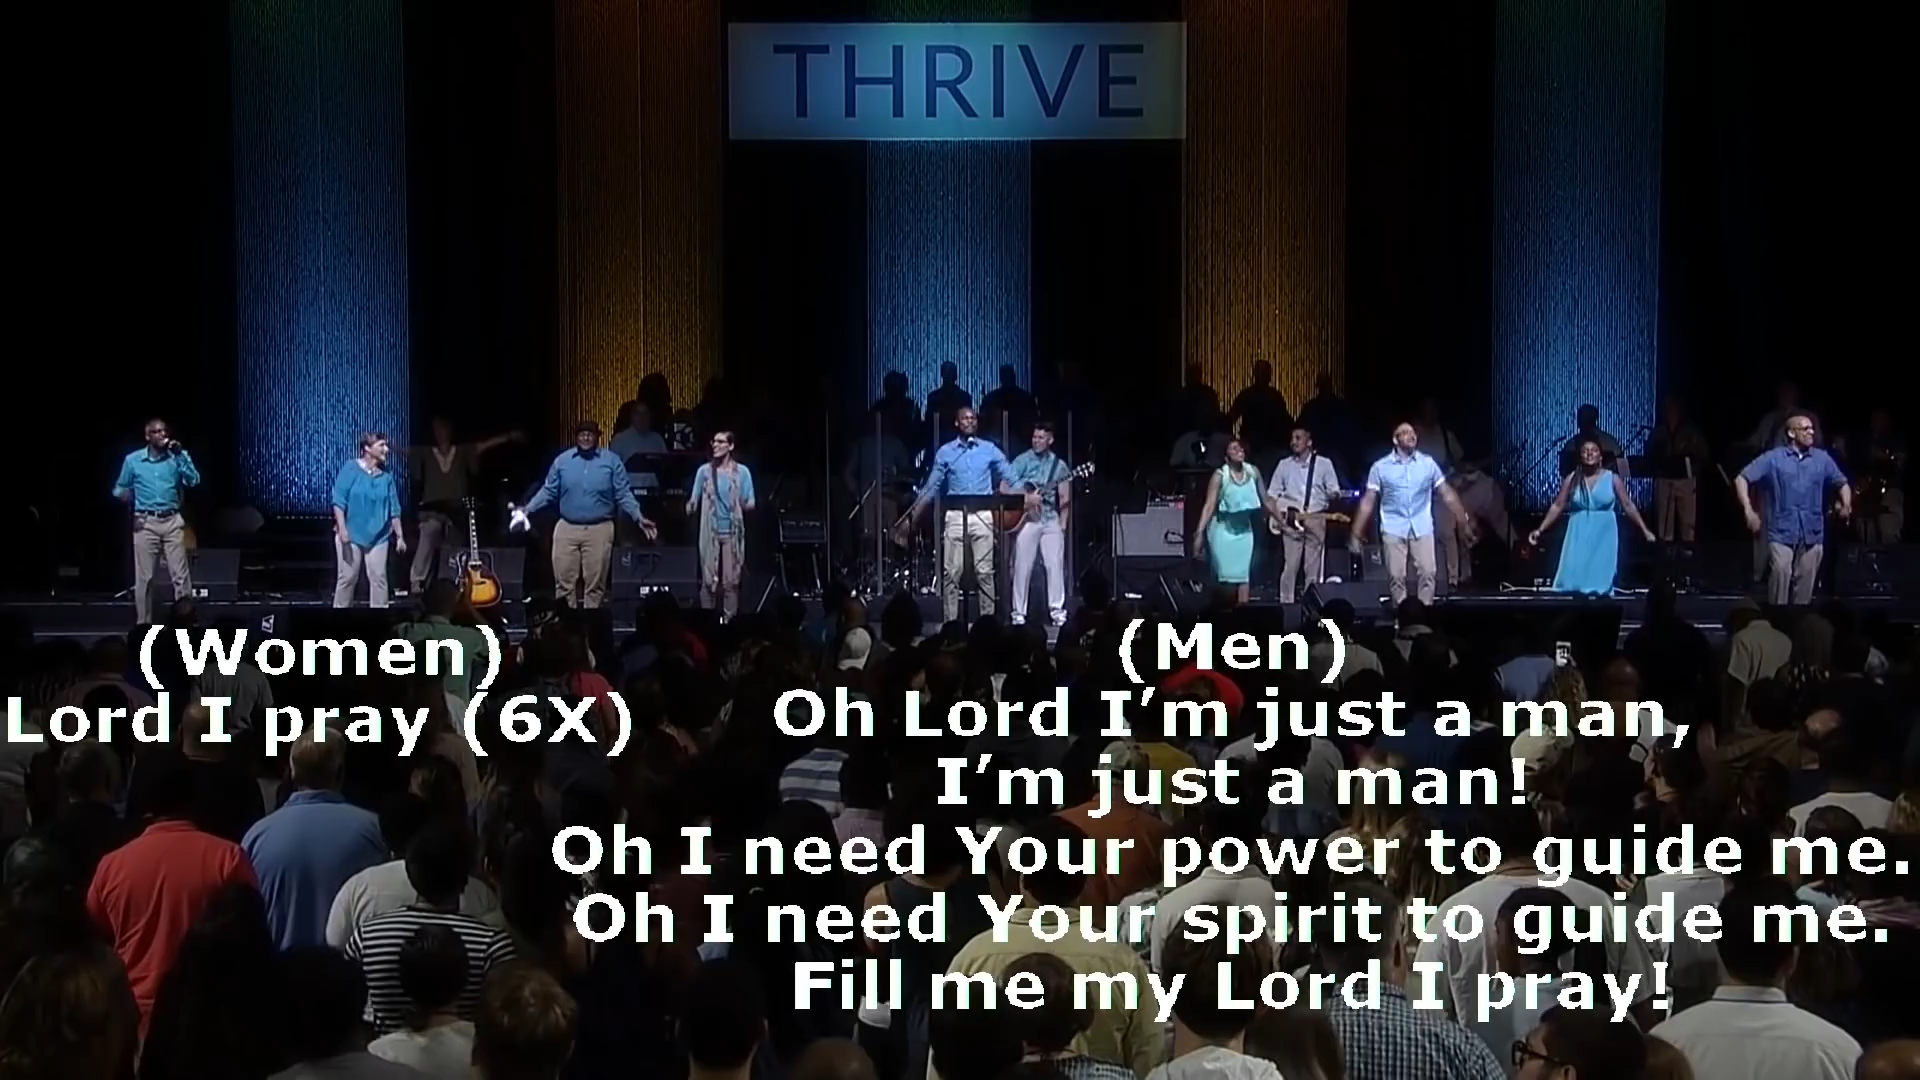 THRIVE
(Women)
Lord I pray (6X)
(Men)
Oh Lord I’m just a man,
I’m just a man!
Oh I need Your power to guide me.
Oh I need Your spirit to guide me.
Fill me my Lord I pray!